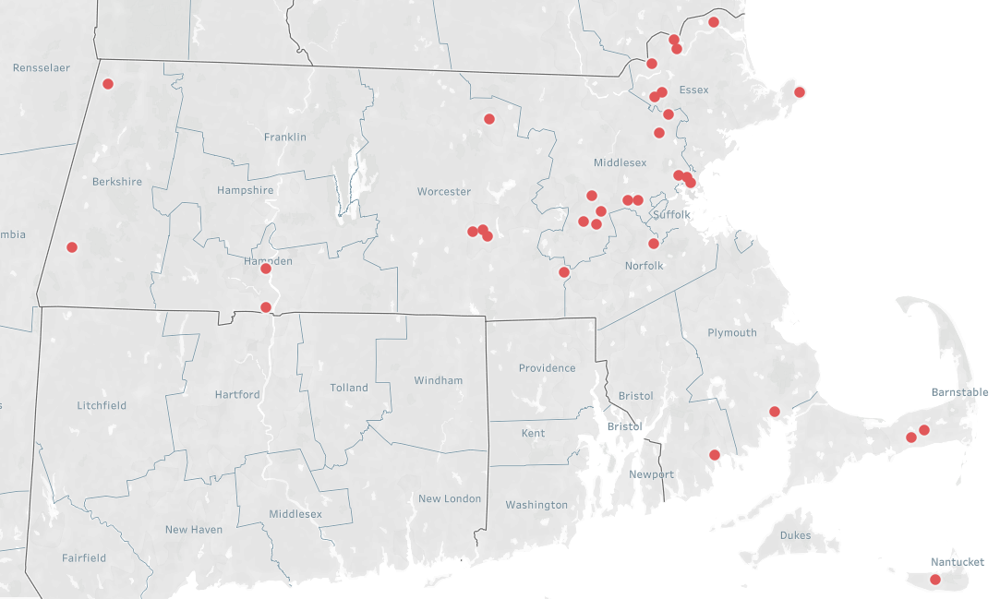 Rensselaer
Essex
Franklin
Middlesex
Berkshire
Hampshire
Worcester
Suffolk
mbia
Hampden
Norfolk
Plymouth
Providence
Windham
Tolland
Hartford
Litchfield
Bristol
Barnstable
s
Bristol
Kent
Newport
New London
Washington
Middlesex
New Haven
Dukes
Fairfield
Nantucket